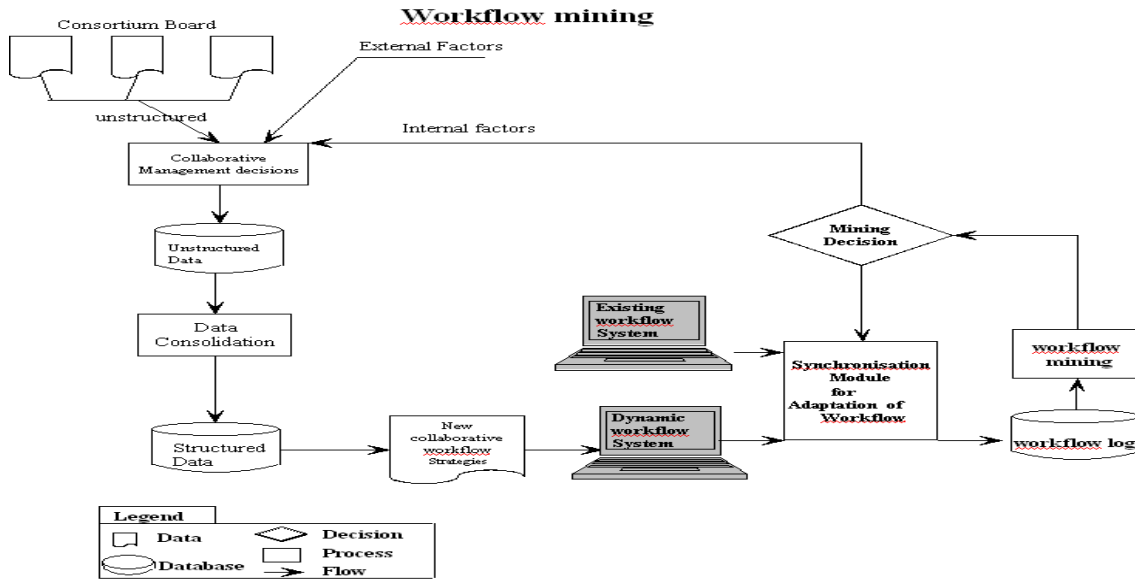 Workflow mining
Consortium Board
External Factors
unstructured
Internal factors
Collaborative
Management decisions
Mining
Decision
Unstructured
Data
Existing
workflow
System
Data
Consolidation
Synchronisation
Module
for
Adaptation of
Workflow
workflow
mining
New
collaborative
workflow
Strategies
Dynamic
workflow
System
Structured
Data
workflow log
Legend
Data
Decision
Process
Database
Flow